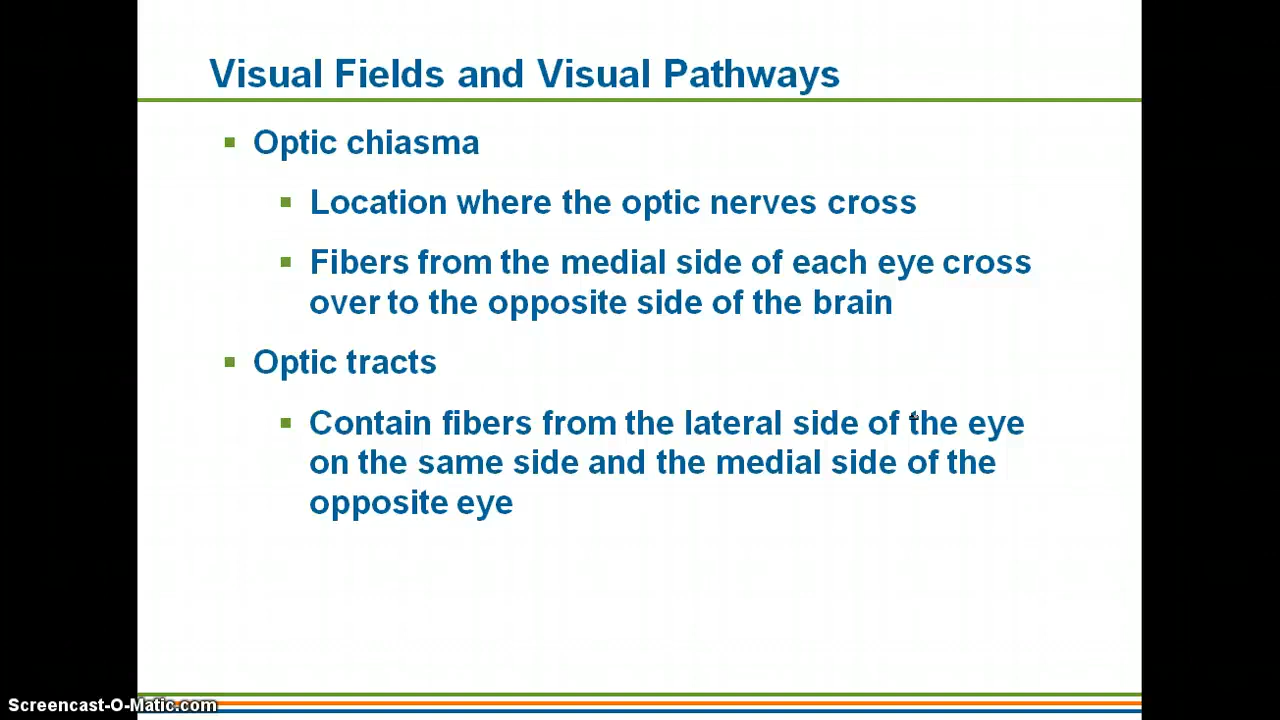 Visual Fields and Visual Pathways
Optic chiasma
Location where the optic nerves cross
Fibers from the medial side of each eye cross
over to the opposite side of the brain
Optic tracts
Contain fibers from the lateral side of the eye
on the same side and the medial side of the
opposite eye
Screencast-O-Matic.com